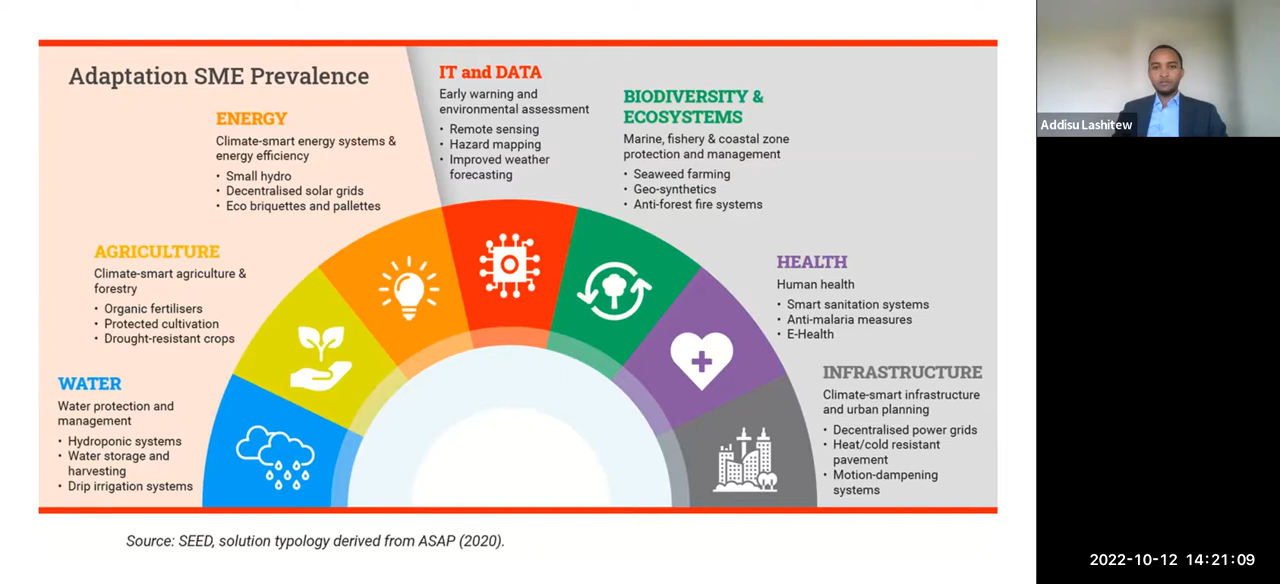 Adaptation SME Prevalence
ENERGY
Climate-smart energy systems &
energy efficiency
• Small hydro
• Decentralised solar grids
• Eco briquettes and pallettes
AGRICULTURE
Climate-smart agriculture &
forestry
• Organic fertilisers
• Protected cultivation
• Drought-resistant crops
WATER
Water protection and
management
• Hydroponic systems
• Water storage and
harvesting
• Drip irrigation systems
IT and DATA
Early warning and
environmental assessment
• Remote sensing
• Hazard mapping
• Improved weather
forecasting
BIODIVERSITY &
ECOSYSTEMS
Marine, fishery & coastal zone
protection and management
• Seaweed farming
• Geo-synthetics
• Anti-forest fire systems
HEALTH
Human health
• Smart sanitation systems
• Anti-malaria measures
• E-Health
INFRASTRUCTURE
Climate-smart infrastructure
and urban planning
• Decentralised power grids
• Heat/cold resistant
pavement
• Motion-dampening
systems
Source: SEED, solution typology derived from ASAP (2020).
Addisu Lashitew
2022-10-12 14:21:09